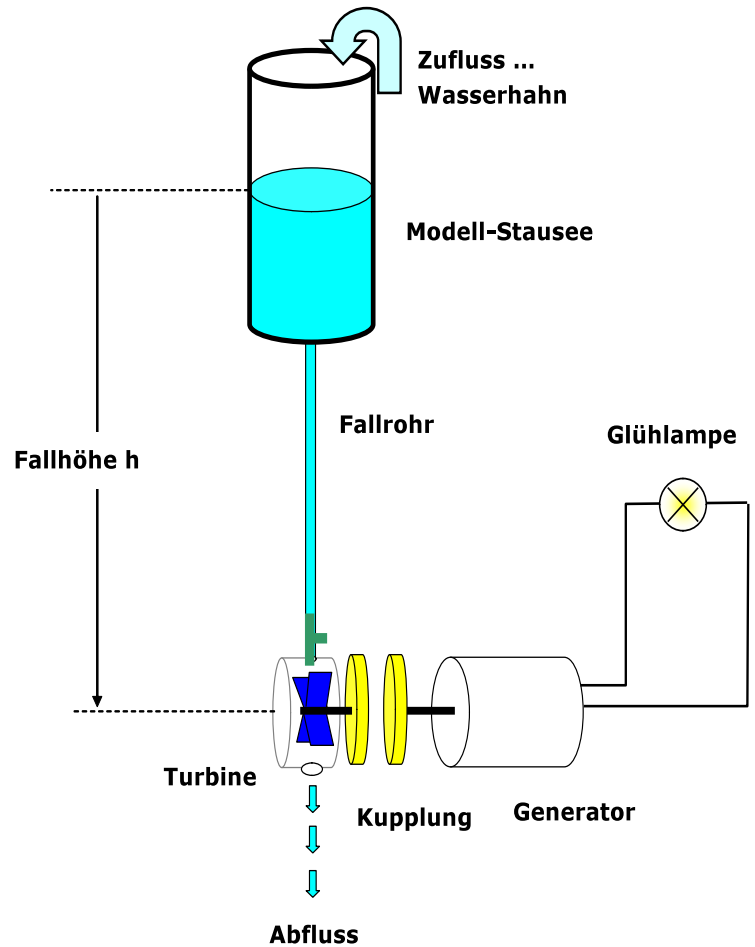 Zufluss ...
Wasserhahn
Modell-Stausee
Fallrohr
Glühlampe
Fallhöhe h
Turbine
Kupplung
Generator
Abfluss